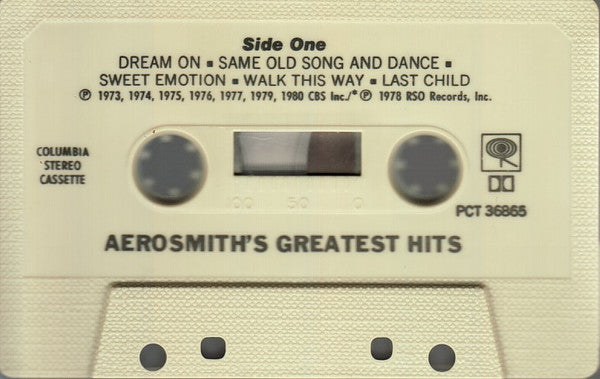 Side One
DREAM ON ▪ SAME OLD SONG AND DANCE ▪
SWEET EMOTION ▪ WALK THIS WAY ▪ LAST CHILD
℗ 1973, 1974, 1975, 1976, 1977, 1979, 1980 CBS Inc./* ℗ 1978 RSO Records, Inc.
COLUMBIA
STEREO
CASSETTE
100 50 0
PCT 36865
AEROSMITH'S GREATEST HITS